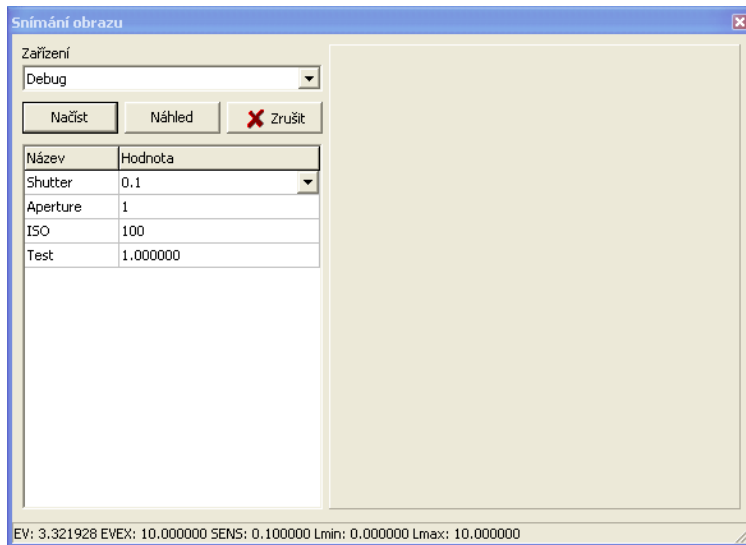 Snímání obrazu
Zařízení
Debug
Načíst Náhled Zrušit
Název Hodnota
Shutter 0.1
Aperture 1
ISO 100
Test 1.000000
EV: 3.321928 EVEX: 10.000000 SENS: 0.100000 Lmin: 0.000000 Lmax: 10.000000